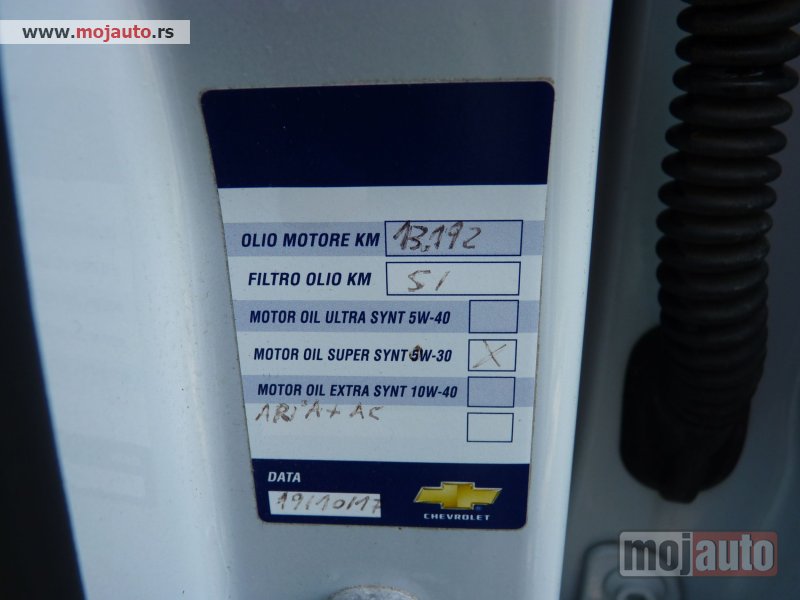 www.mojauto.rs
OLIO MOTORE KM 13.192
FILTRO OLIO KM SI
MOTOR OIL ULTRA SYNT 5W-40
MOTOR OIL SUPER SYNT 5W-30 X
MOTOR OIL EXTRA SYNT 10W-40
A+ AC
DATA
19/10/17
CHEVROLET
mojauto